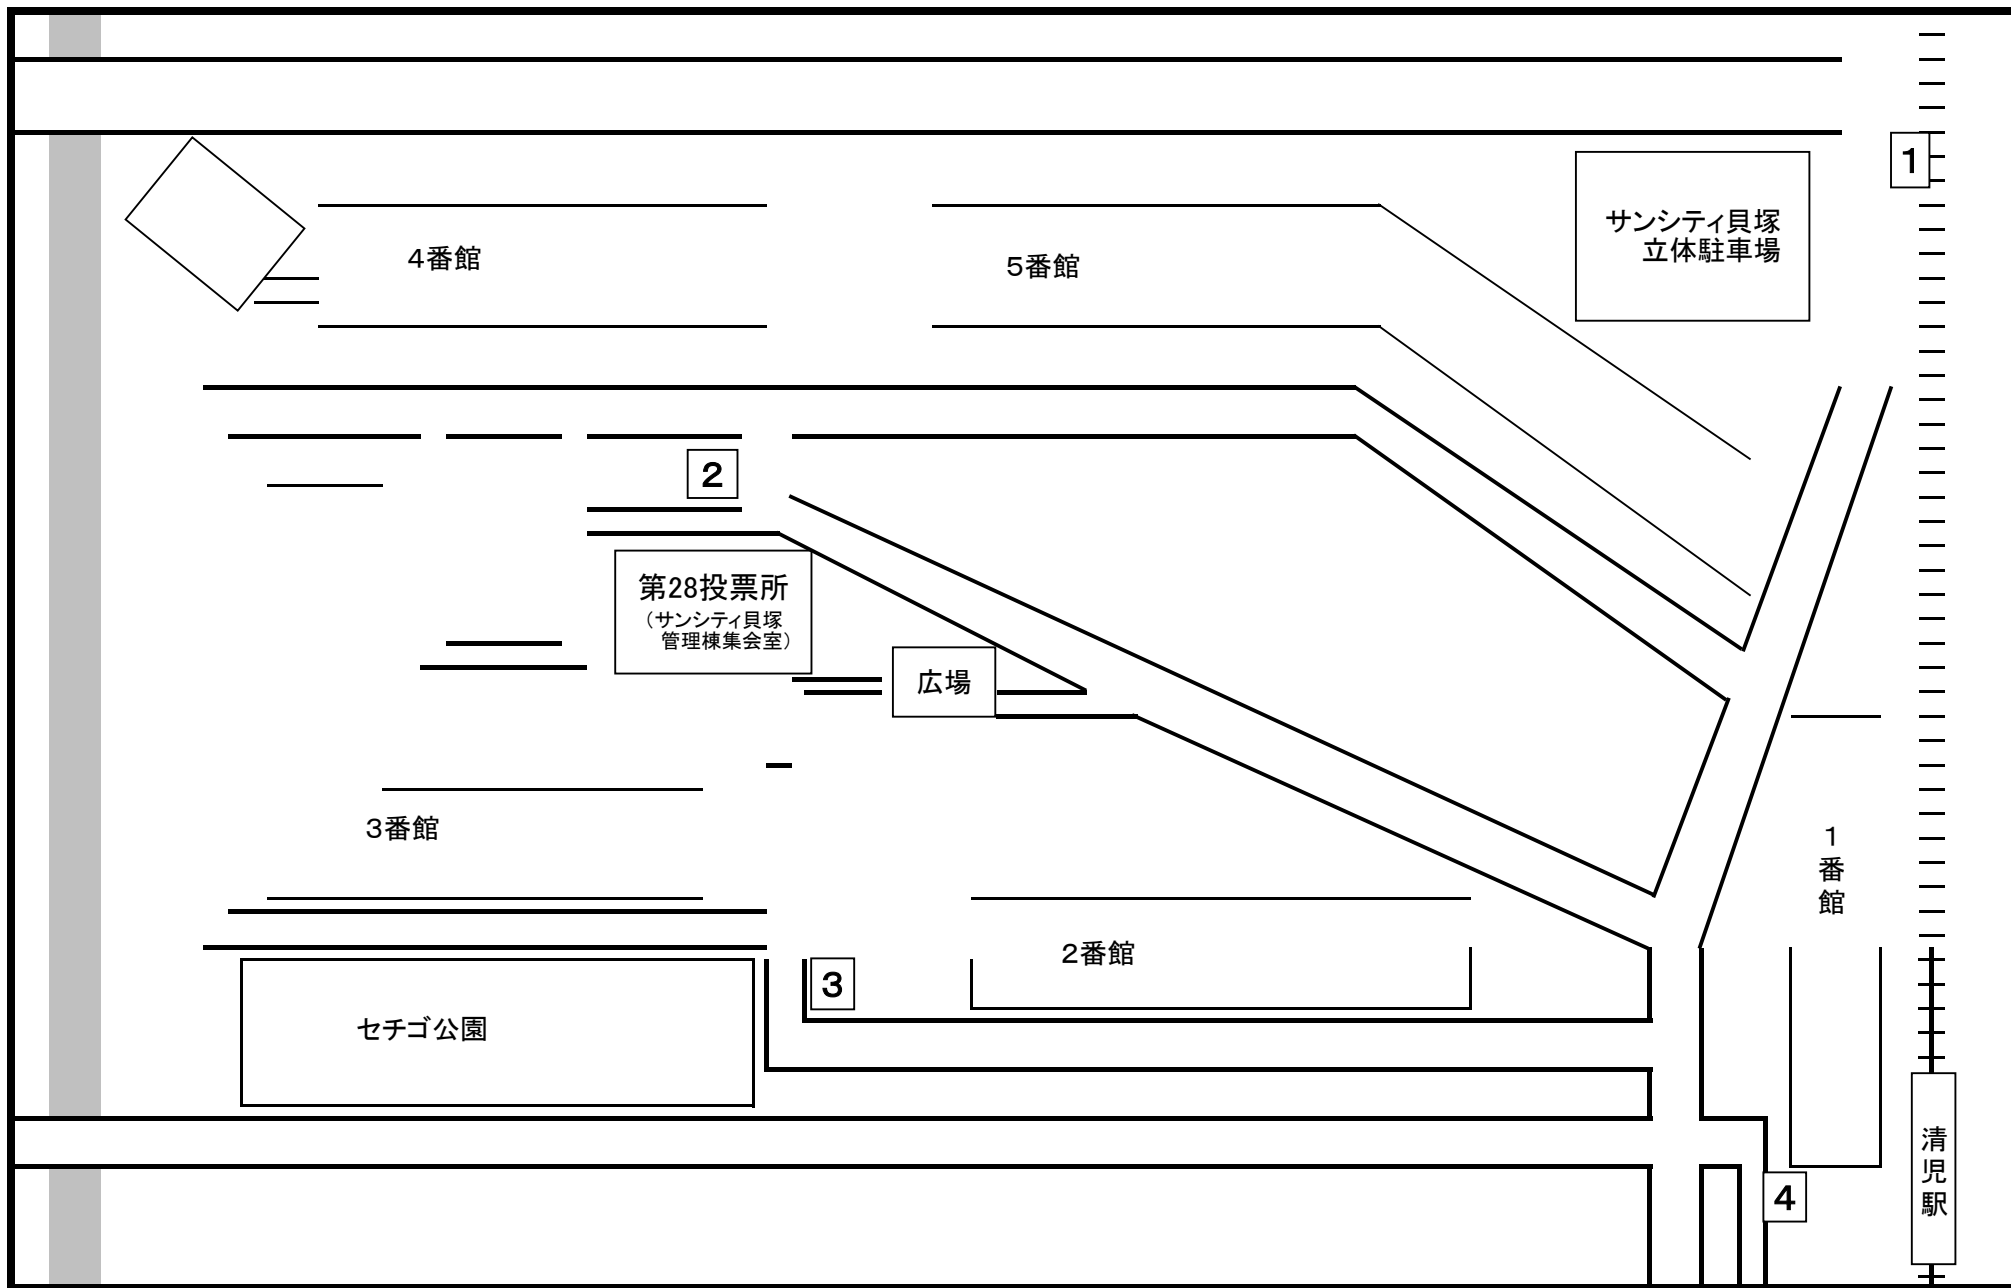 1
サンシティ貝塚
立体駐車場
4番館
5番館
2
第28投票所
（サンシティ貝塚
管理棟集会室）
広場
3番館
1
番
館
2番館
3
セチゴ公園
清
児
駅
4